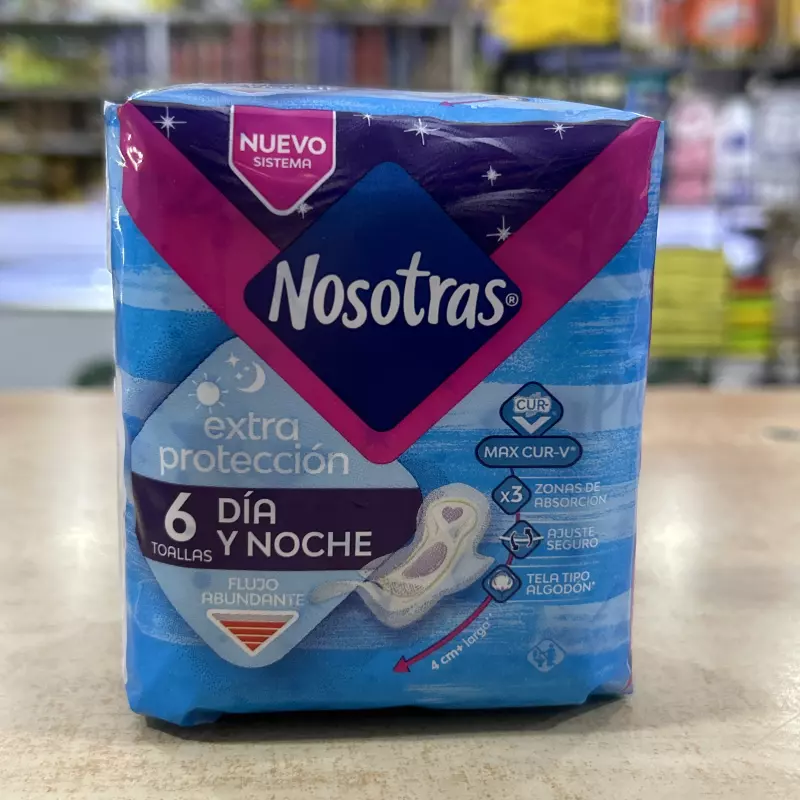 NUEVO
SISTEMA
Nosotras®
extra
protección
6
TOALLAS
DÍA
Y NOCHE
FLUJO
ABUNDANTE
CUR-
MAX CUR-V®
x3 ZONAS DE
ABSORCIÓN
AJUSTE
SEGURO
TELA TIPO
ALGODÓN*
4 cm+ larga*